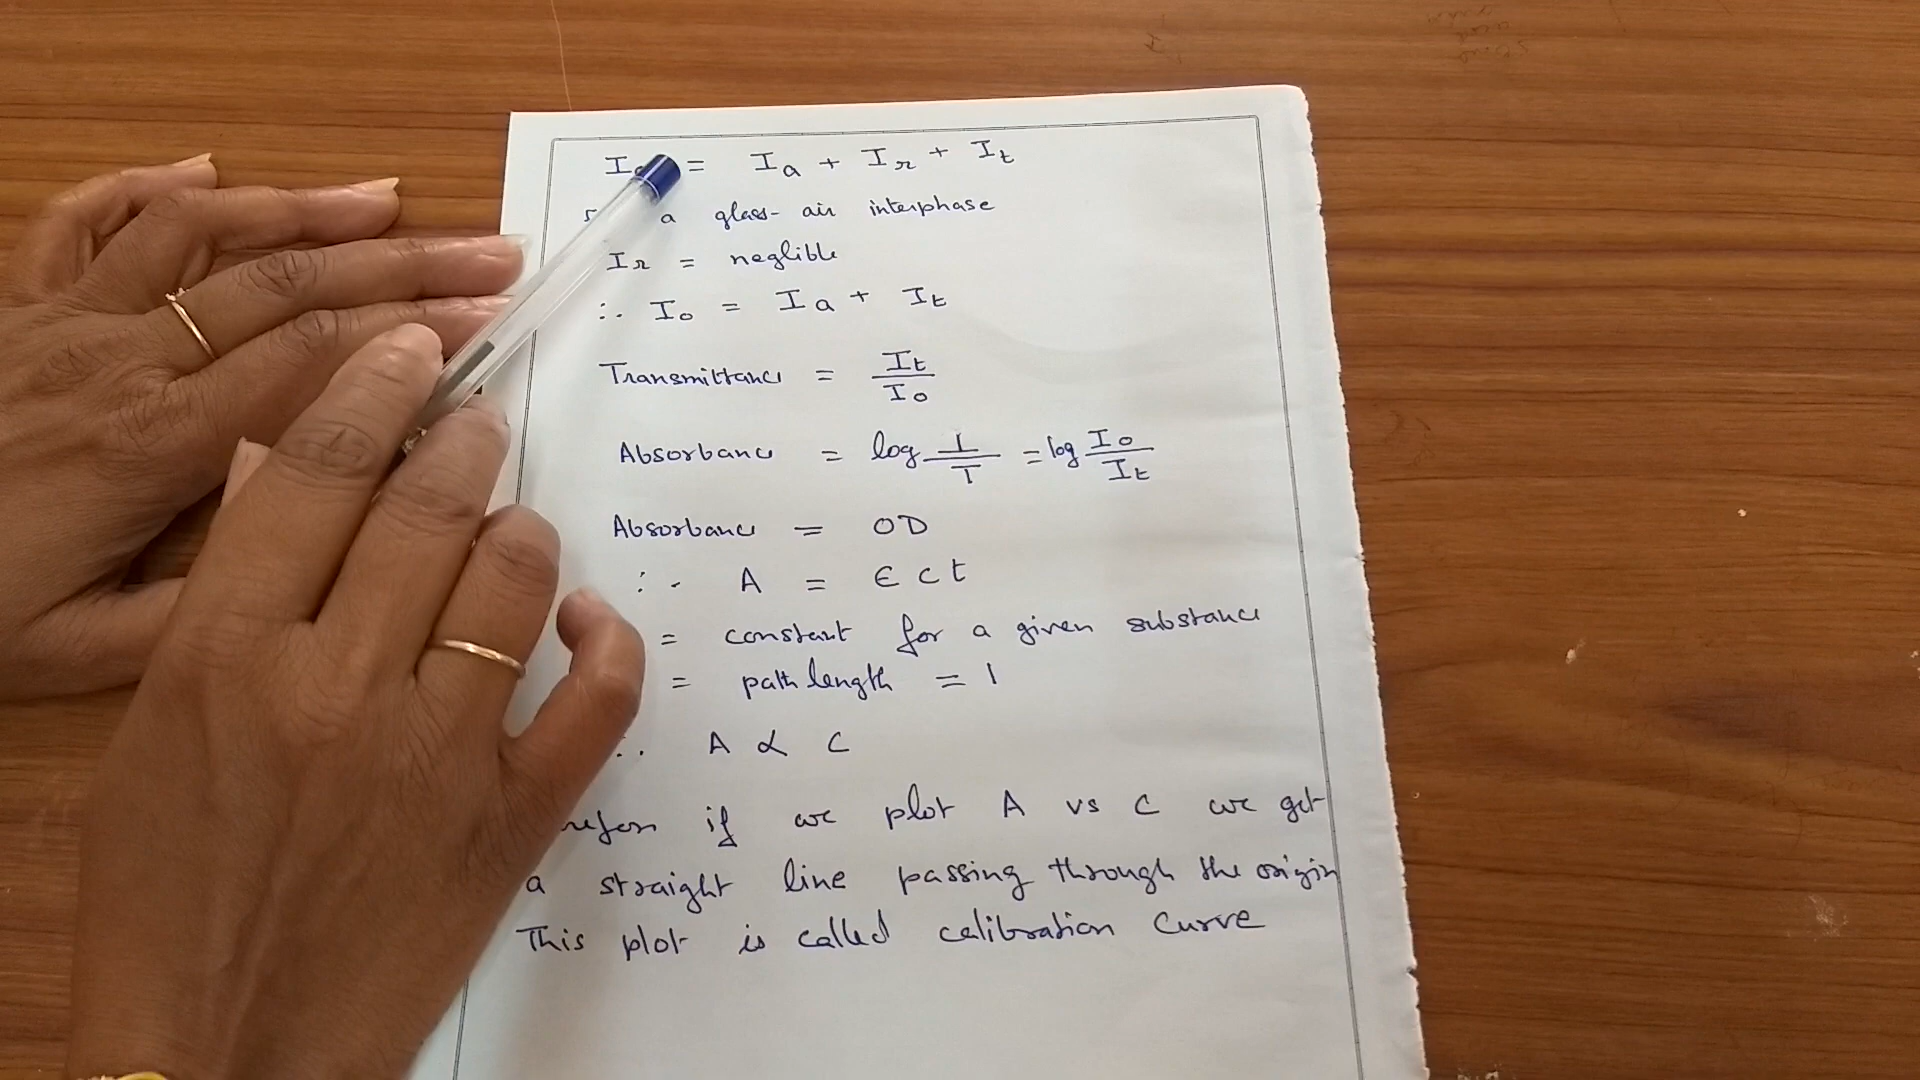 I = Ia + Ir + It
a glass-air interphase
Ir = neglible
∴ Io = Ia + It
Transmittance = It/Io
Absorbance = log 1/T = log Io/It
Absorbance = OD
∴ A = ∈ c t
= constant for a given substance
= path length = 1
∴ A ∝ C
if we plot A vs C we get
a straight line passing through the origin
This plot is called calibration curve